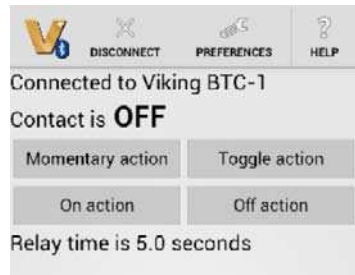 DISCONNECT PREFERENCES HELP
Connected to Viking BTC-1
Contact is OFF
Momentary action Toggle action
On action Off action
Relay time is 5.0 seconds